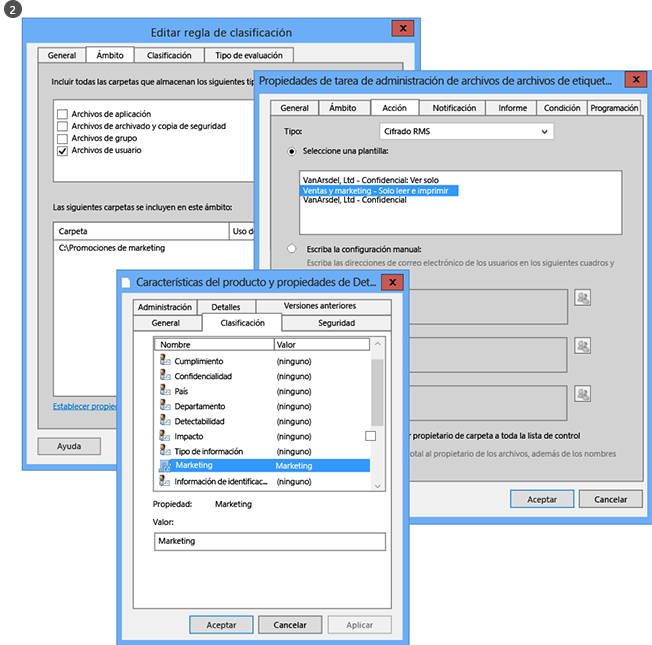 2
Editar regla de clasificación
General
Ámbito
Clasificación
Tipo de evaluación
Incluir todas las carpetas que almacenan los siguientes tip
Archivos de aplicación
Archivos de archivado y copia de seguridad
Archivos de grupo
Archivos de usuario
Las siguientes carpetas se incluyen en este ámbito:
Carpeta
Uso de
C:\Promociones de marketing
Establecer propied
Ayuda
Propiedades de tarea de administración de archivos de archivos de etiquet...
General
Ámbito
Acción
Notificación
Informe
Condición
Programación
Tipo:
Cifrado RMS
Seleccione una plantilla:
VanArsdel, Ltd - Confidencial: Ver solo
Ventas y marketing - Solo leer e imprimir
VanArsdel, Ltd - Confidencial
Escriba la configuración manual:
Escriba las direcciones de correo electrónico de los usuarios en los siguientes cuadros y
r propietario de carpeta a toda la lista de control
otal al propietario de los archivos, además de los nombres
Aceptar
Cancelar
Características del producto y propiedades de Det...
Administración
Detalles
Versiones anteriores
General
Clasificación
Seguridad
Nombre
Valor
Cumplimiento
(ninguno)
Confidencialidad
(ninguno)
País
(ninguno)
Departamento
(ninguno)
Detectabilidad
(ninguno)
Impacto
(ninguno)
Tipo de información
(ninguno)
Marketing
Marketing
Información de identificac...
(ninguno)
Propiedad:
Marketing
Valor:
Marketing
Aceptar
Cancelar
Aplicar